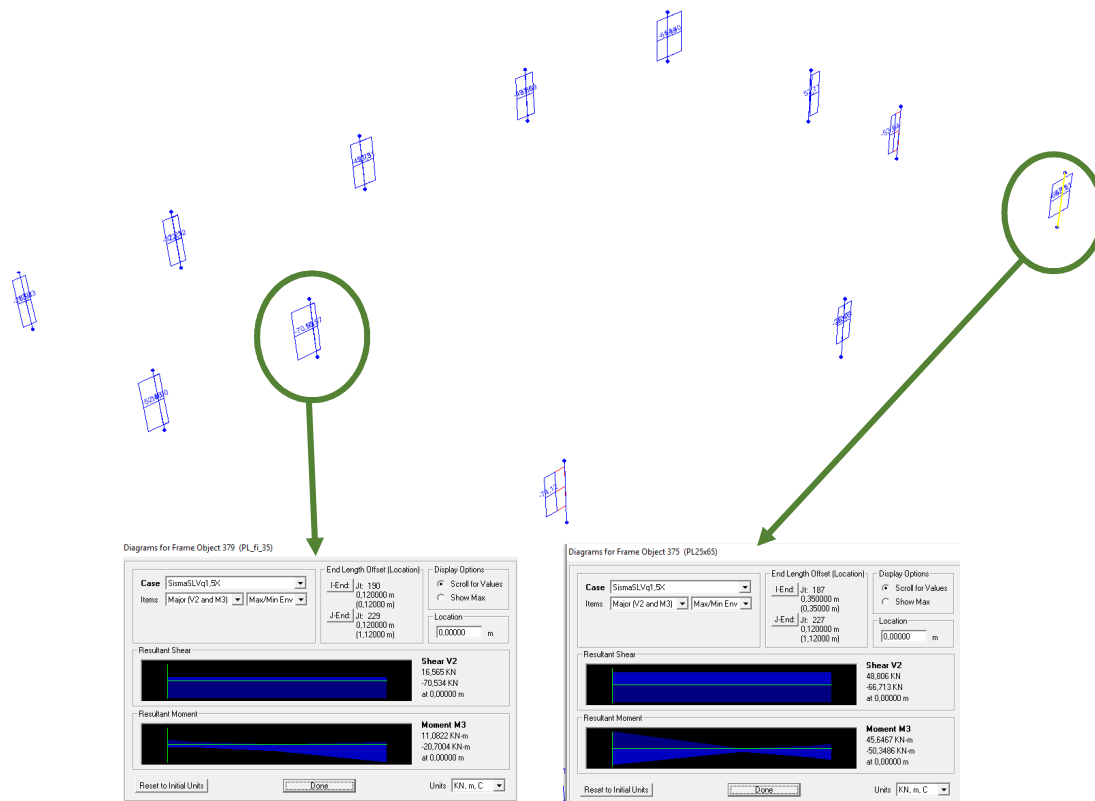 52,77
-52,64
-74,12
Diagrams for Frame Object 379 (PL_fi_35)
Case SismaSLVq1,5X
Items Major (V2 and M3) Max/Min Env
End Length Offset (Location)
I-End: Jt: 190
0,120000 m
(0,12000 m)
J-End: Jt: 229
0,120000 m
(1,12000 m)
Display Options
Scroll for Values
Show Max
Location
0,00000 m
Resultant Shear
Shear V2
16,565 KN
-70,534 KN
at 0,00000 m
Resultant Moment
Moment M3
11,0822 KN-m
-20,7004 KN-m
at 0,00000 m
Reset to Initial Units
Done
Units KN, m, C
Diagrams for Frame Object 375 (PL25x65)
Case SismaSLVq1,5X
Items Major (V2 and M3) Max/Min Env
End Length Offset (Location)
I-End: Jt: 187
0,350000 m
(0,35000 m)
J-End: Jt: 227
0,120000 m
(1,12000 m)
Display Options
Scroll for Values
Show Max
Location
0,00000 m
Resultant Shear
Shear V2
48,806 KN
-66,713 KN
at 0,00000 m
Resultant Moment
Moment M3
45,6467 KN-m
-50,3486 KN-m
at 0,00000 m
Reset to Initial Units
Done
Units KN, m, C